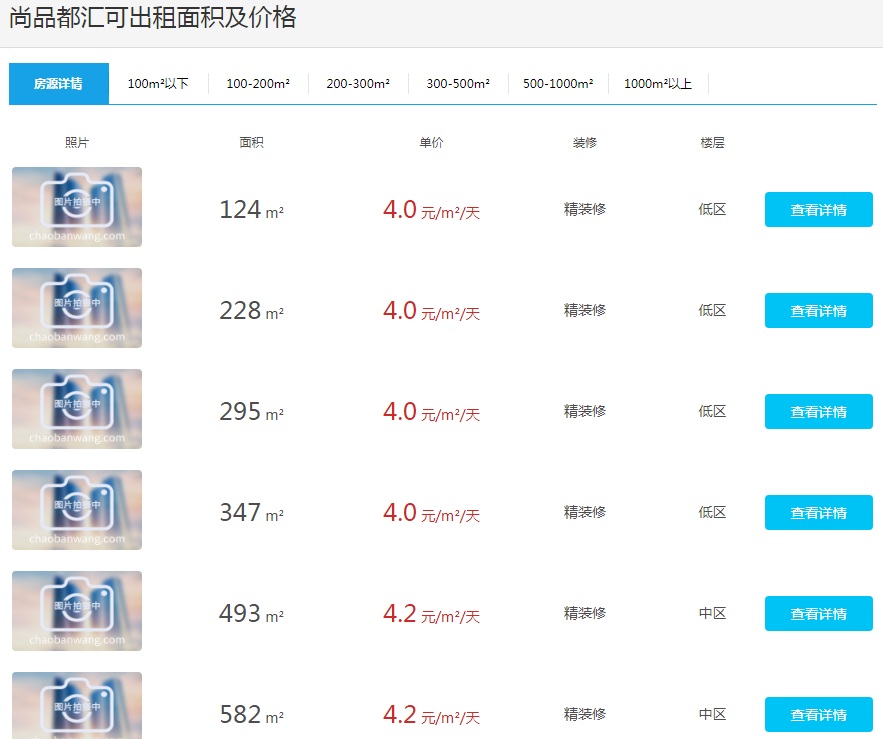 尚品都汇可出租面积及价格
房源详情 100m²以下 100-200m² 200-300m² 300-500m² 500-1000m² 1000m²以上
照片 面积 单价 装修 楼层
图片拍摄中
chaobanwang.com
124 m² 4.0 元/m²/天 精装修 低区 查看详情
图片拍摄中
chaobanwang.com
228 m² 4.0 元/m²/天 精装修 低区 查看详情
图片拍摄中
chaobanwang.com
295 m² 4.0 元/m²/天 精装修 低区 查看详情
图片拍摄中
chaobanwang.com
347 m² 4.0 元/m²/天 精装修 低区 查看详情
图片拍摄中
chaobanwang.com
493 m² 4.2 元/m²/天 精装修 中区 查看详情
图片拍摄中
582 m² 4.2 元/m²/天 精装修 中区 查看详情